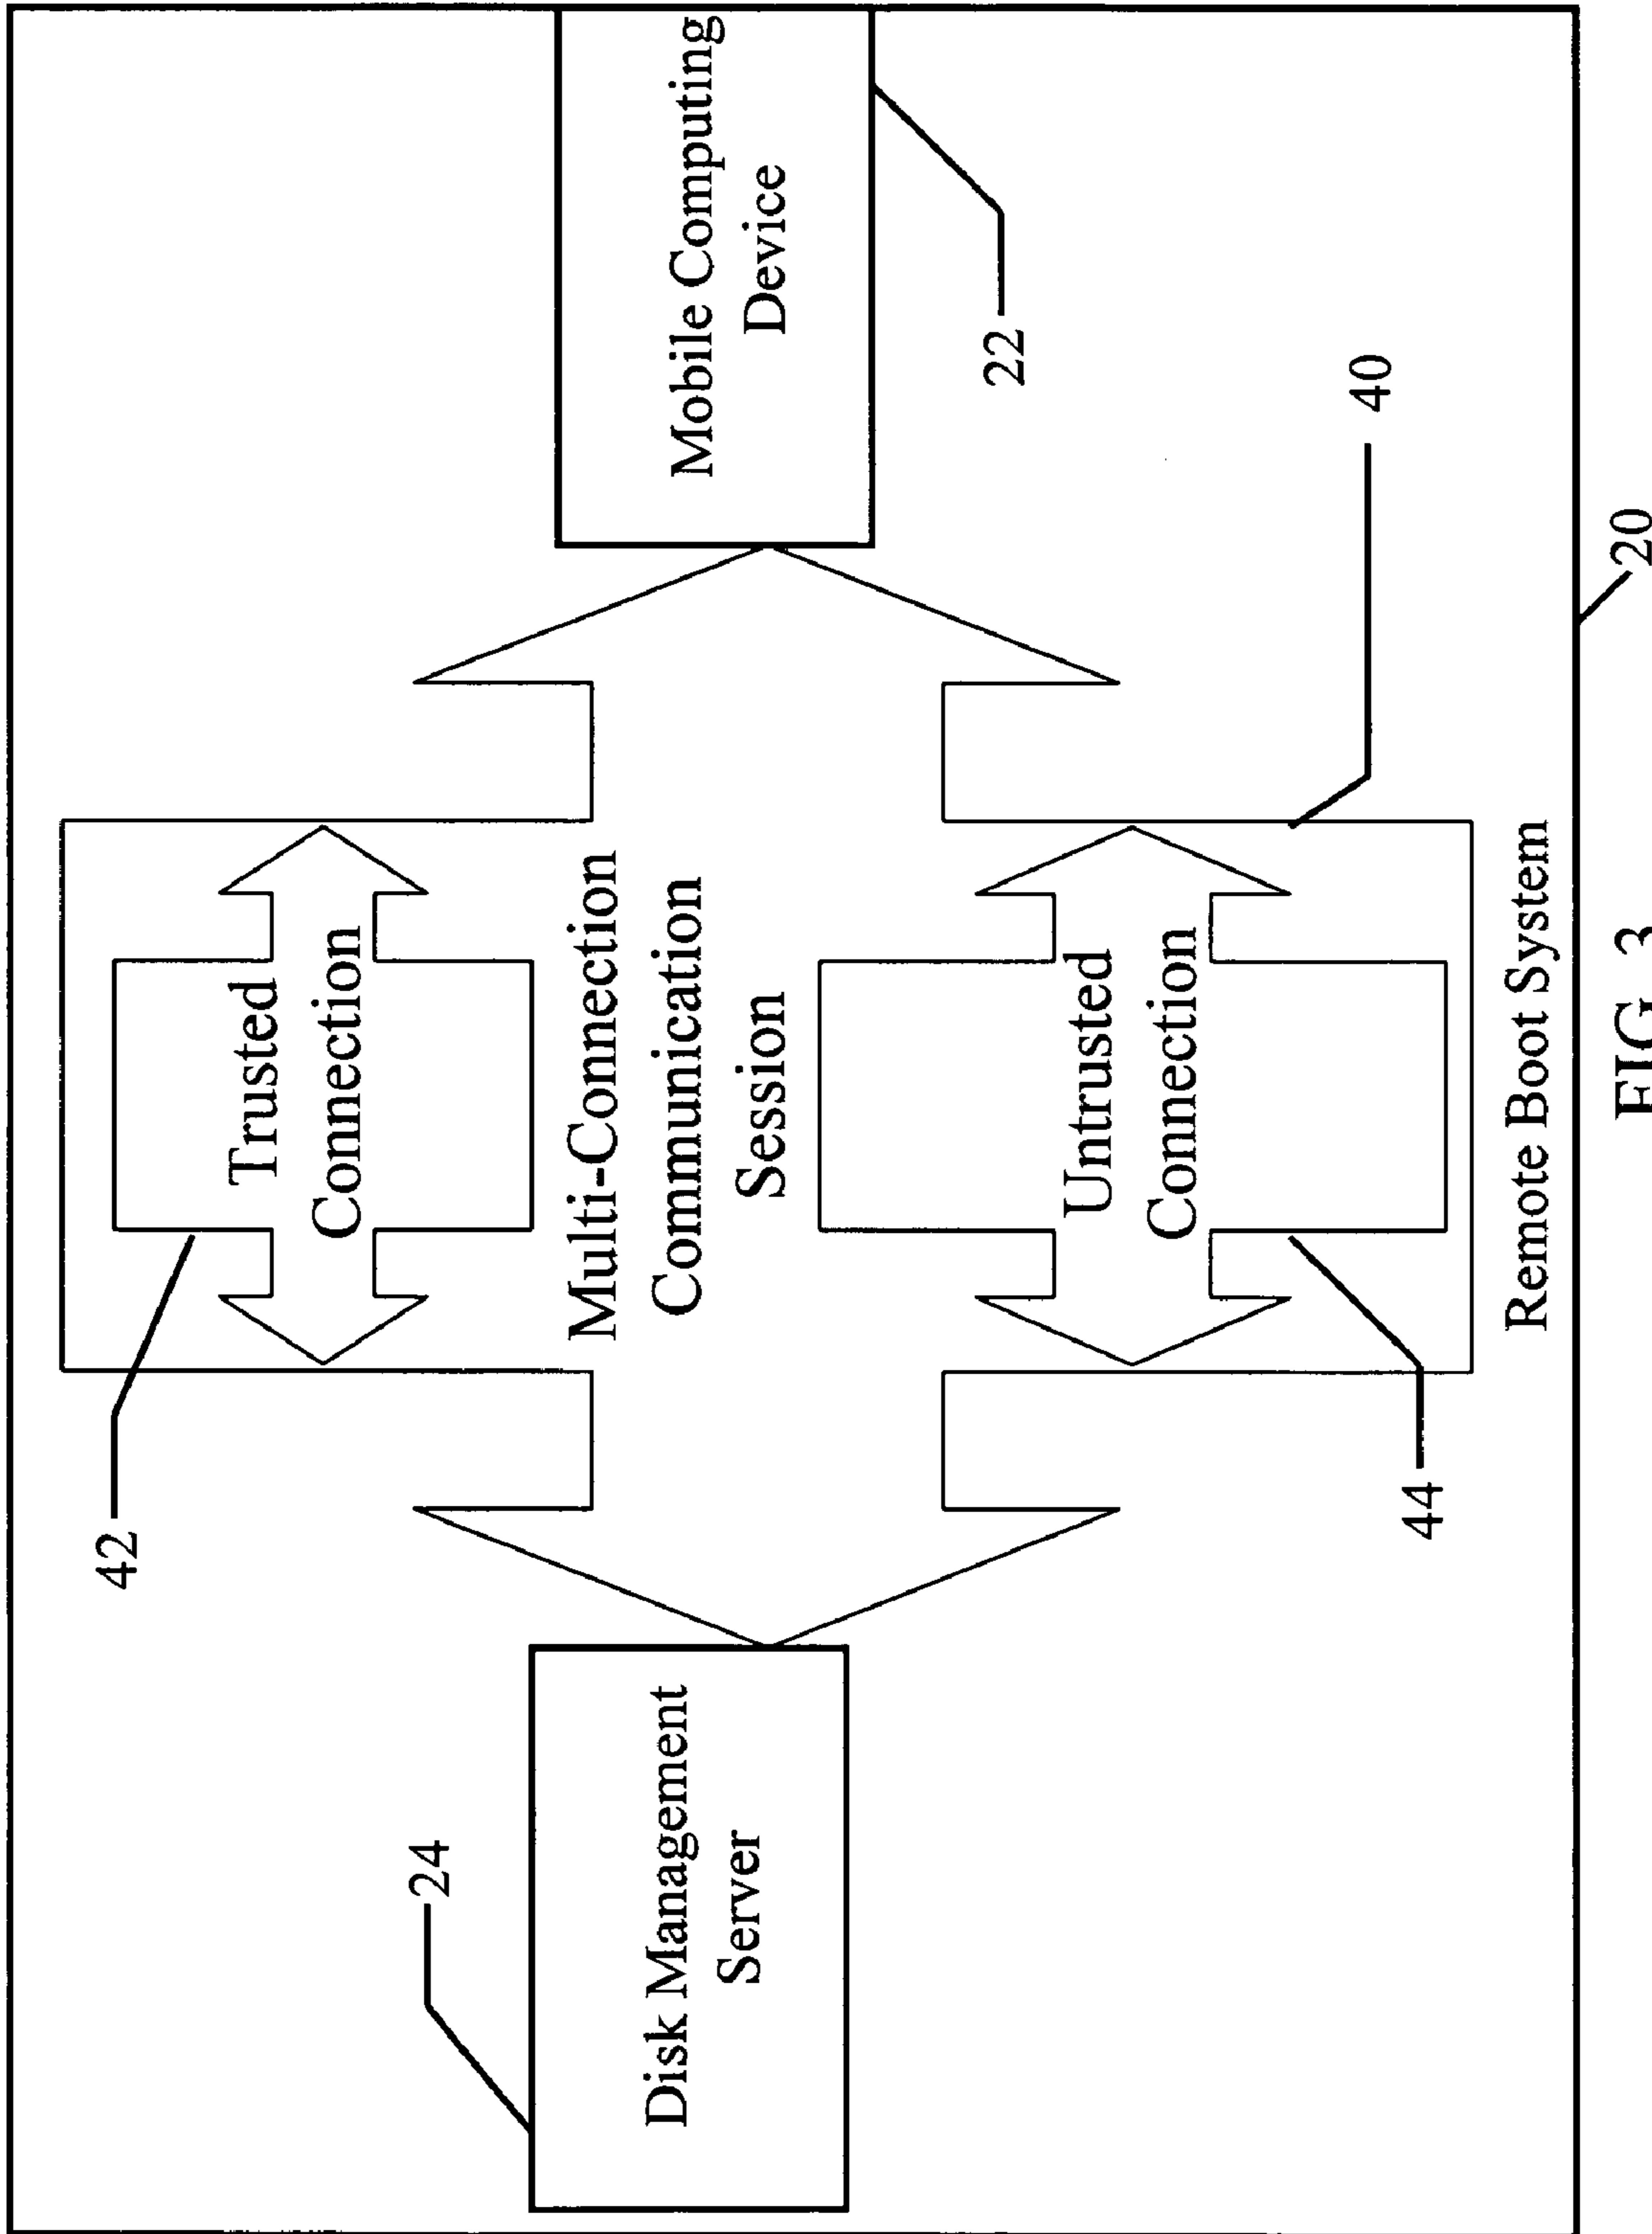 42
Trusted
Connection
24
Disk Management
Server
Multi-Connection
Communication
Session
Mobile Computing
Device
22
Untrusted
Connection
40
44
Remote Boot System
20
FIG. 3